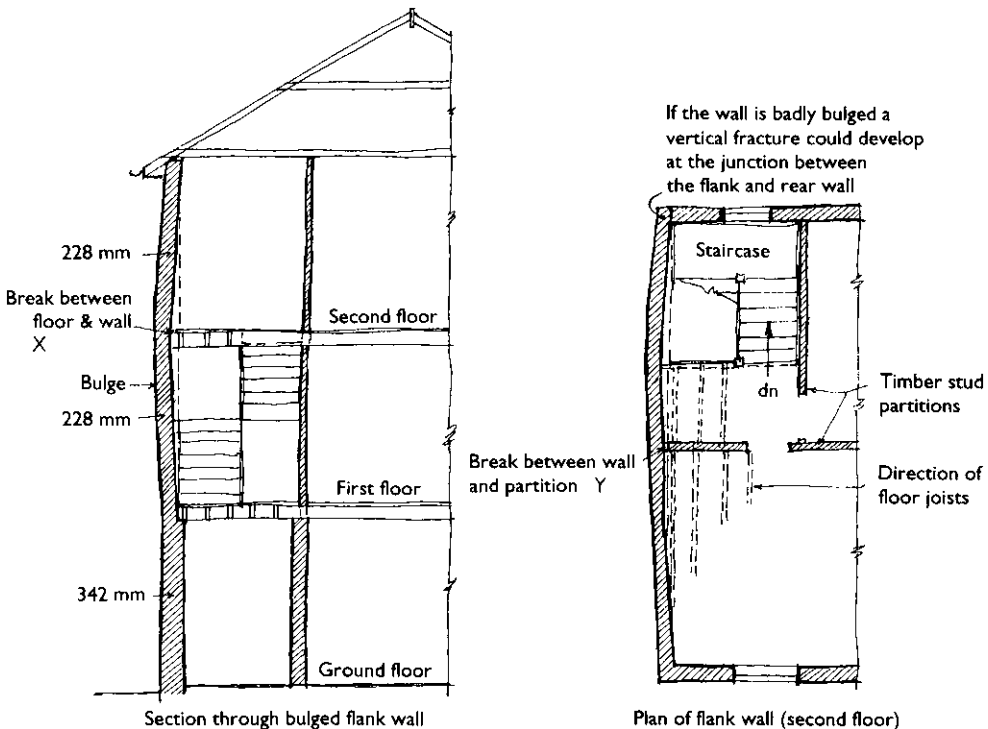 228 mm
Break between
floor & wall
X
Second floor
Bulge
228 mm
First floor
342 mm
Ground floor
Section through bulged flank wall
If the wall is badly bulged a
vertical fracture could develop
at the junction between
the flank and rear wall
Staircase
dn
Timber stud
partitions
Break between wall
and partition Y
Direction of
floor joists
Plan of flank wall (second floor)